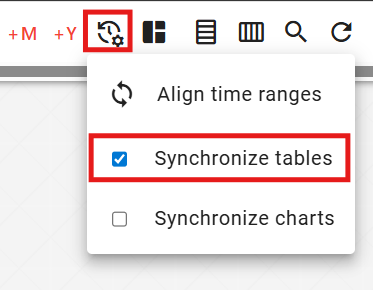 +M +Y
Align time ranges
Synchronize tables
Synchronize charts